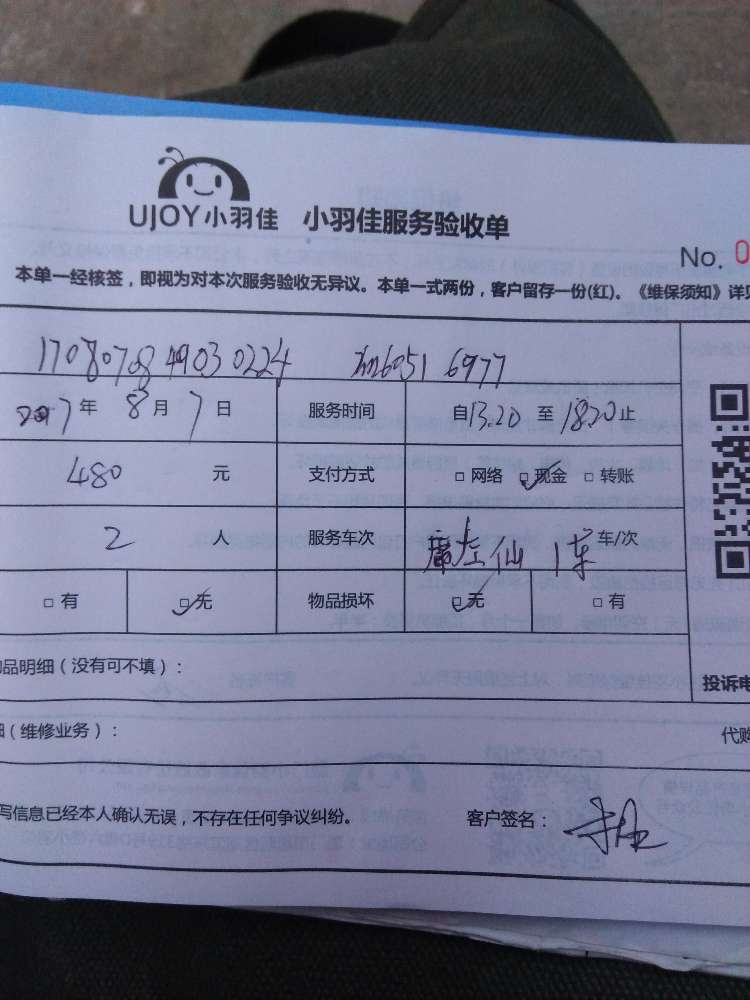 UJOY小羽佳 小羽佳服务验收单
No. 0
本单一经核签，即视为对本次服务验收无异议。本单一式两份，客户留存一份(红)。《维保须知》详见
17080708 49030224 6977
2017年 8月 7日 服务时间 自13.20 至 18.20止
480 元 支付方式 □ 网络 □ 现金 □ 转账
2 人 服务车次 1车 车/次
□ 有 □ 无 物品损坏 □ 无 □ 有
品明细（没有可不填）：
投诉电
（维修业务）：
代购
写信息已经本人确认无误，不存在任何争议纠纷。 客户签名：